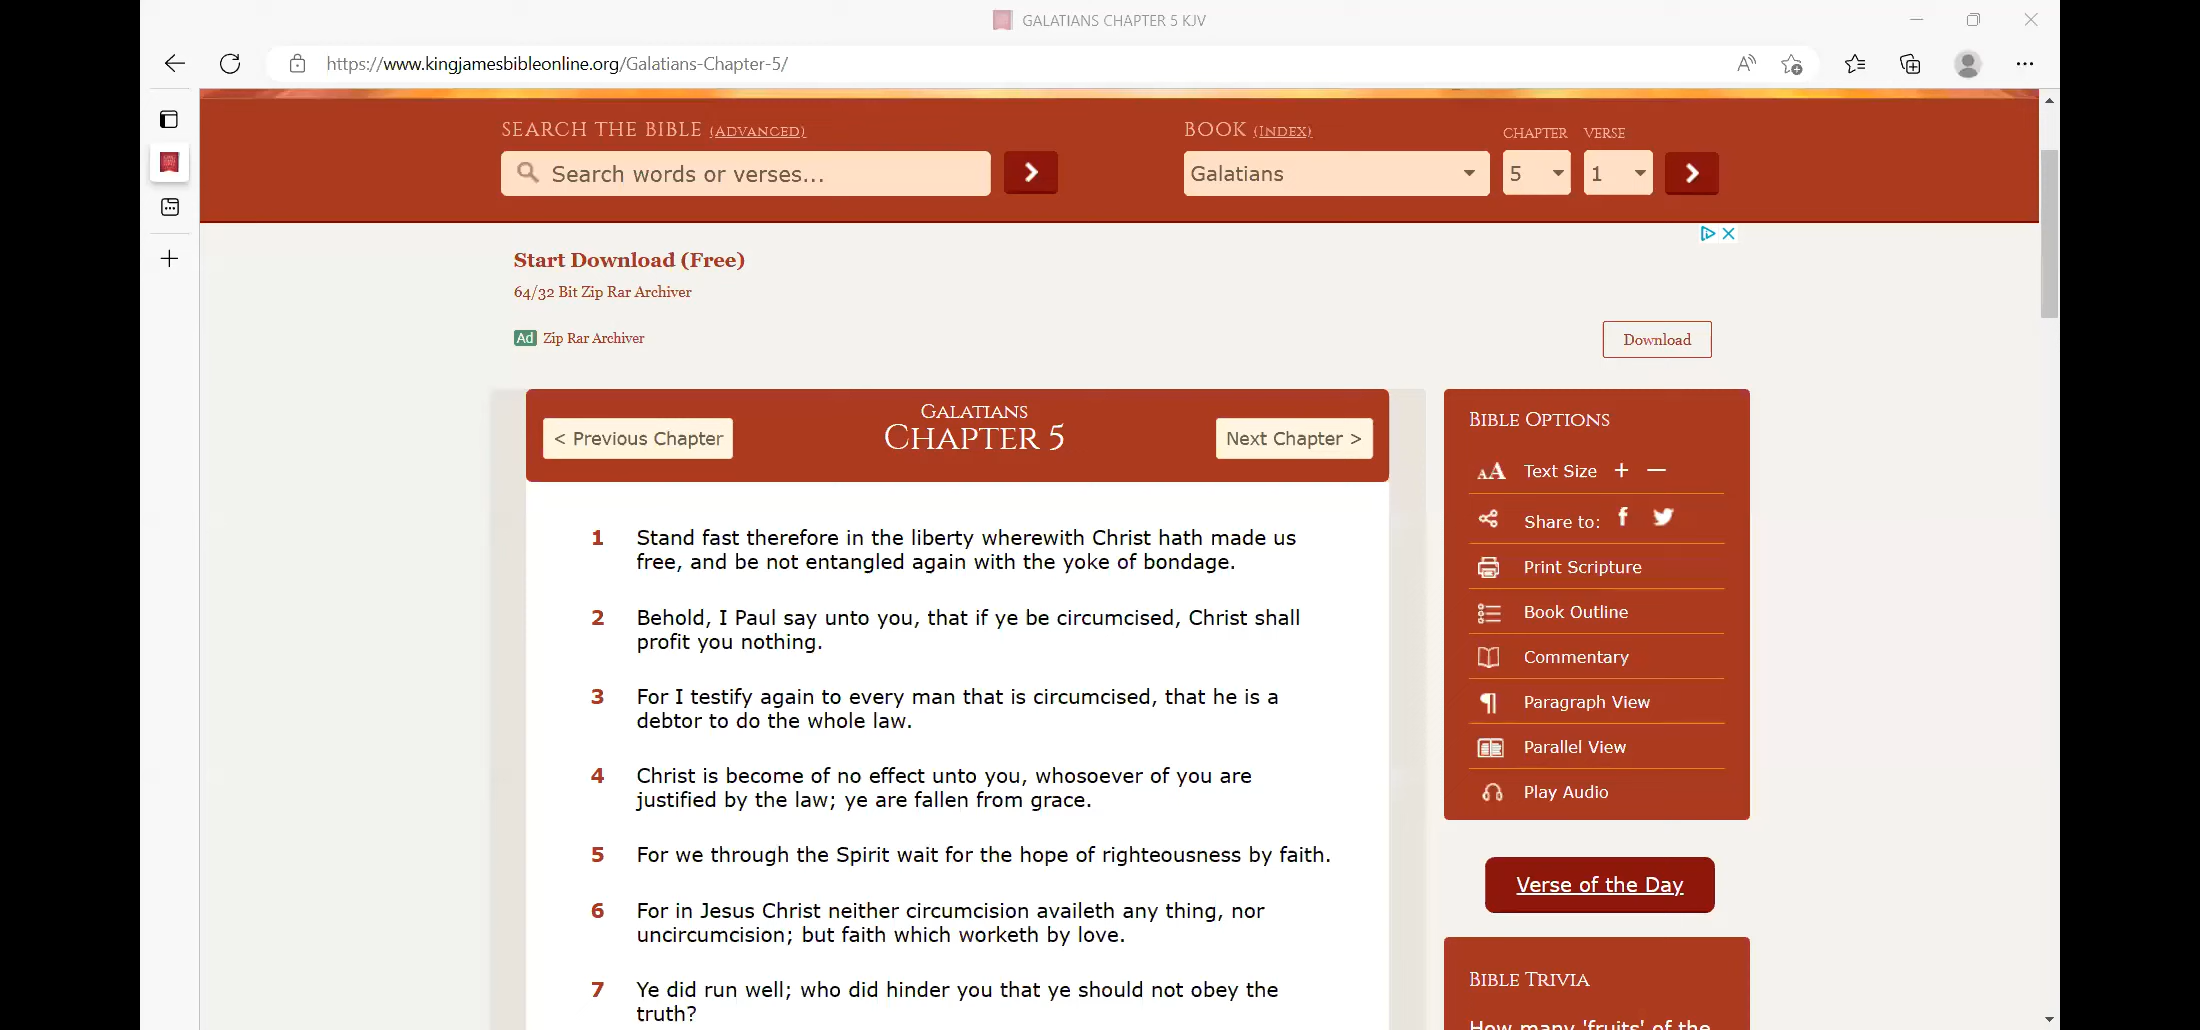 GALATIANS CHAPTER 5 KJV
https://www.kingjamesbibleonline.org/Galatians-Chapter-5/
SEARCH THE BIBLE (ADVANCED)
BOOK (INDEX)
CHAPTER VERSE
Search words or verses...
Galatians
5
1
Start Download (Free)
64/32 Bit Zip Rar Archiver
Ad Zip Rar Archiver
Download
< Previous Chapter
GALATIANS
CHAPTER 5
Next Chapter >
1 Stand fast therefore in the liberty wherewith Christ hath made us
free, and be not entangled again with the yoke of bondage.
2 Behold, I Paul say unto you, that if ye be circumcised, Christ shall
profit you nothing.
3 For I testify again to every man that is circumcised, that he is a
debtor to do the whole law.
4 Christ is become of no effect unto you, whosoever of you are
justified by the law; ye are fallen from grace.
5 For we through the Spirit wait for the hope of righteousness by faith.
6 For in Jesus Christ neither circumcision availeth any thing, nor
uncircumcision; but faith which worketh by love.
7 Ye did run well; who did hinder you that ye should not obey the
truth?
BIBLE OPTIONS
AA Text Size + —
Share to: f
Print Scripture
Book Outline
Commentary
¶ Paragraph View
Parallel View
Play Audio
Verse of the Day
BIBLE TRIVIA
How many 'fruits' of the